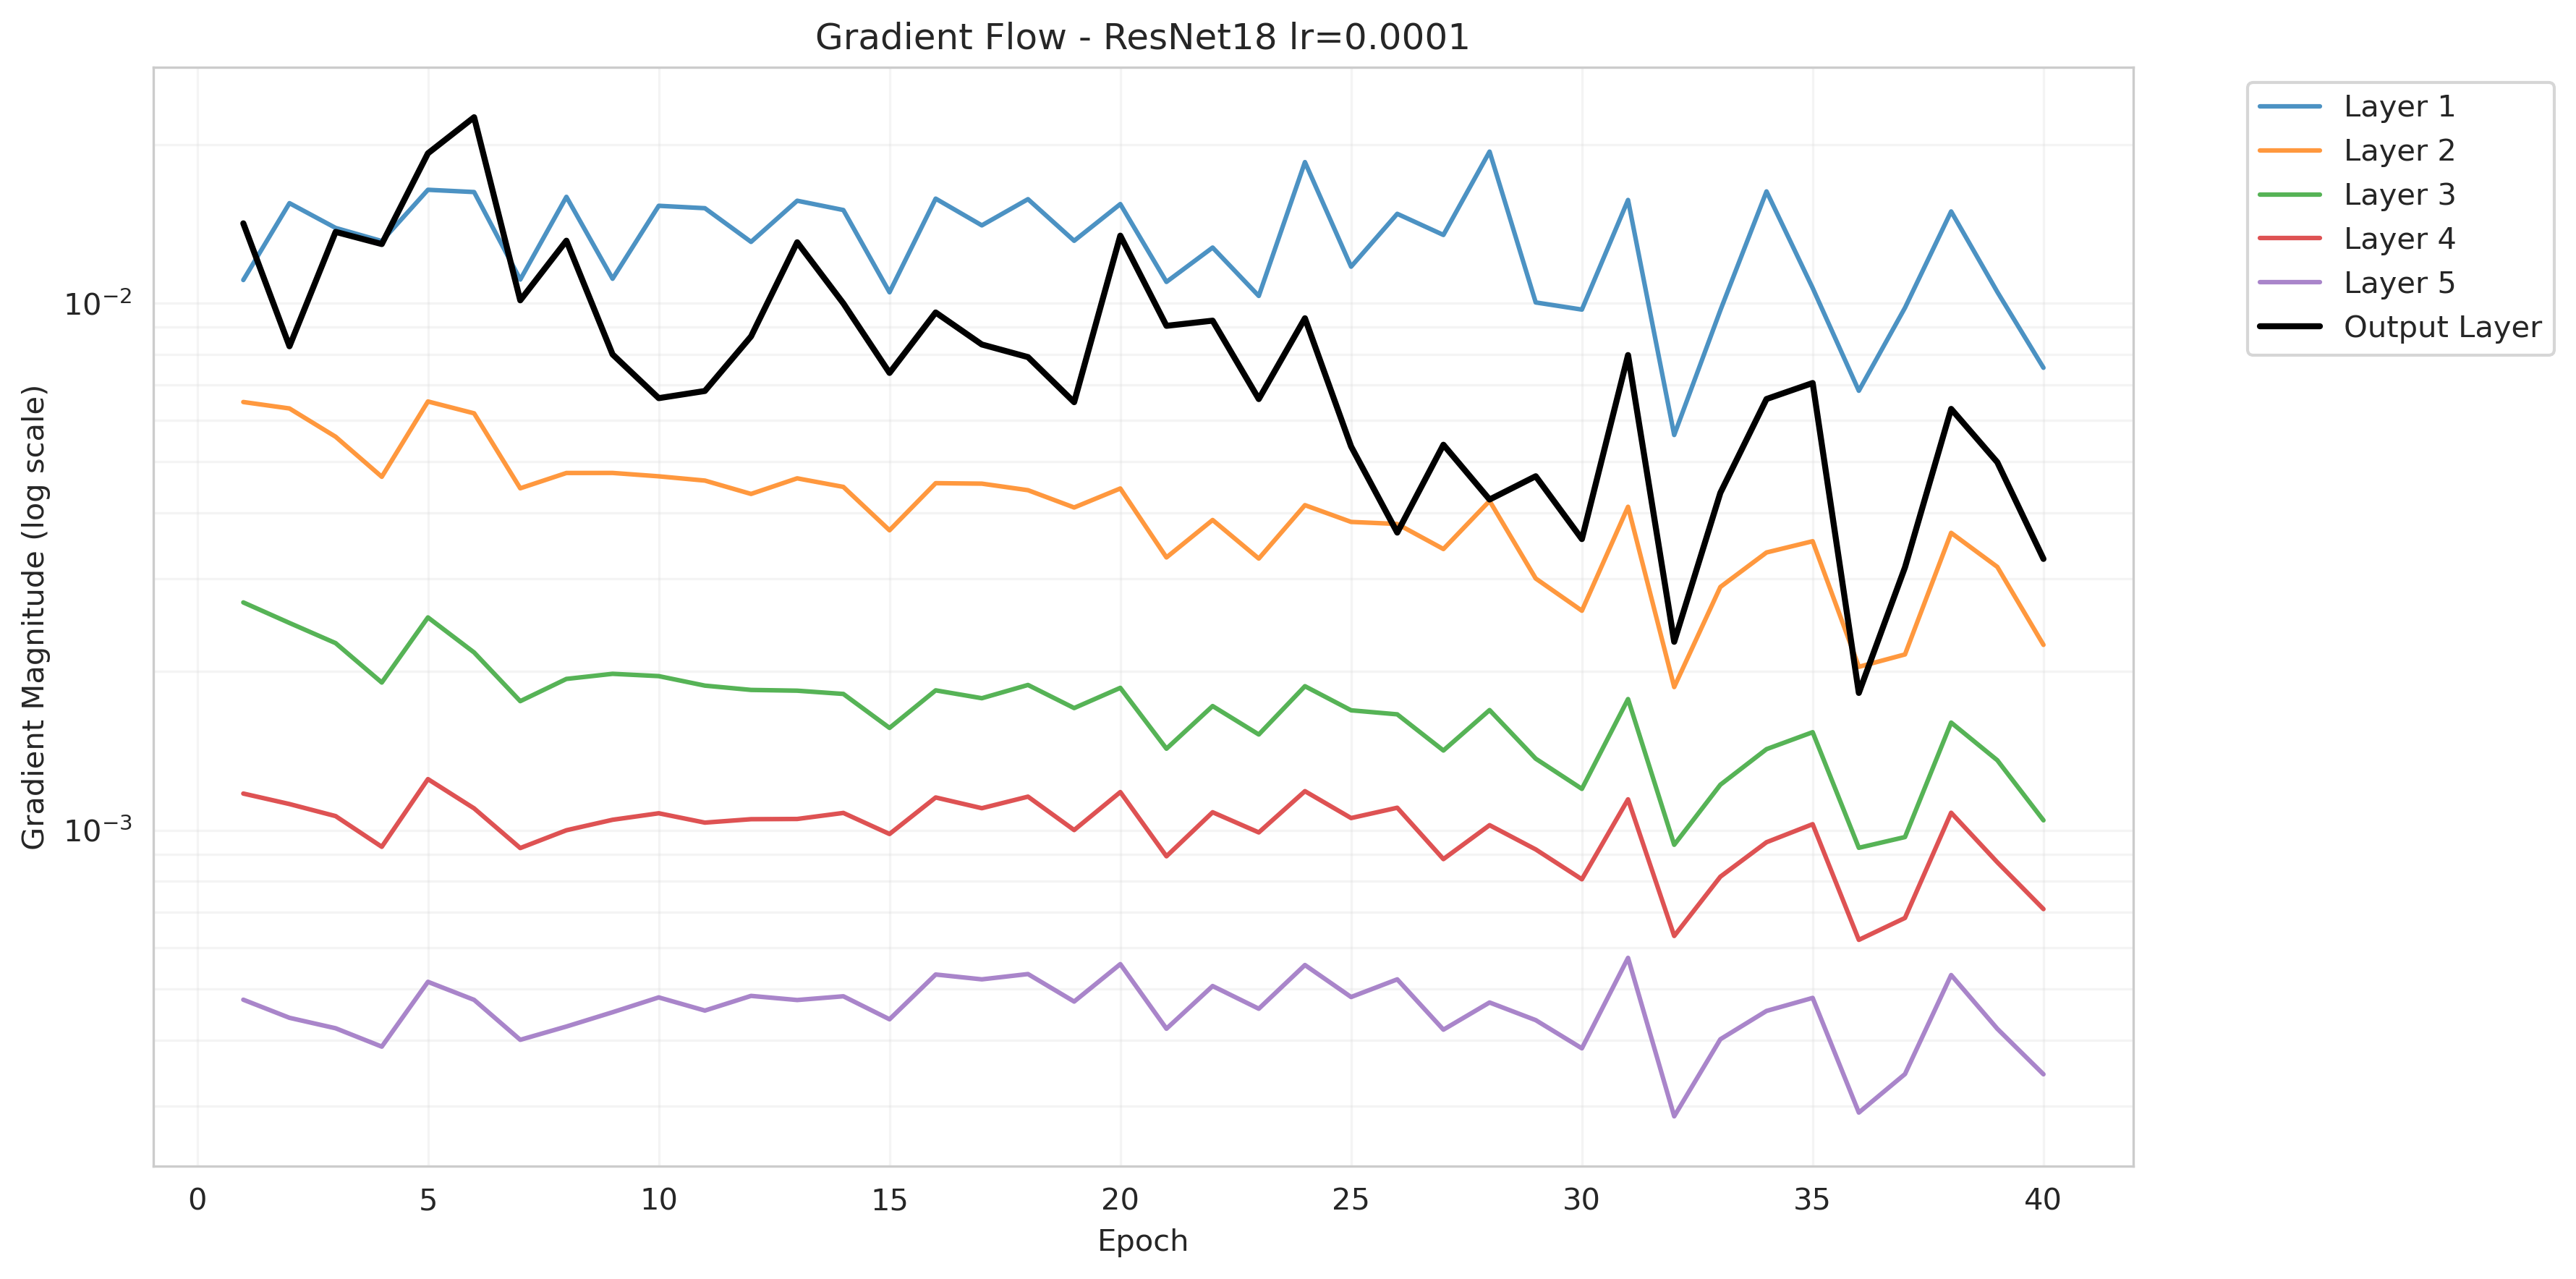 Gradient Flow - ResNet18 lr=0.0001
Layer 1
Layer 2
Layer 3
Layer 4
Layer 5
Output Layer
Gradient Magnitude (log scale)
10⁻²
10⁻³
0 5 10 15 20 25 30 35 40
Epoch